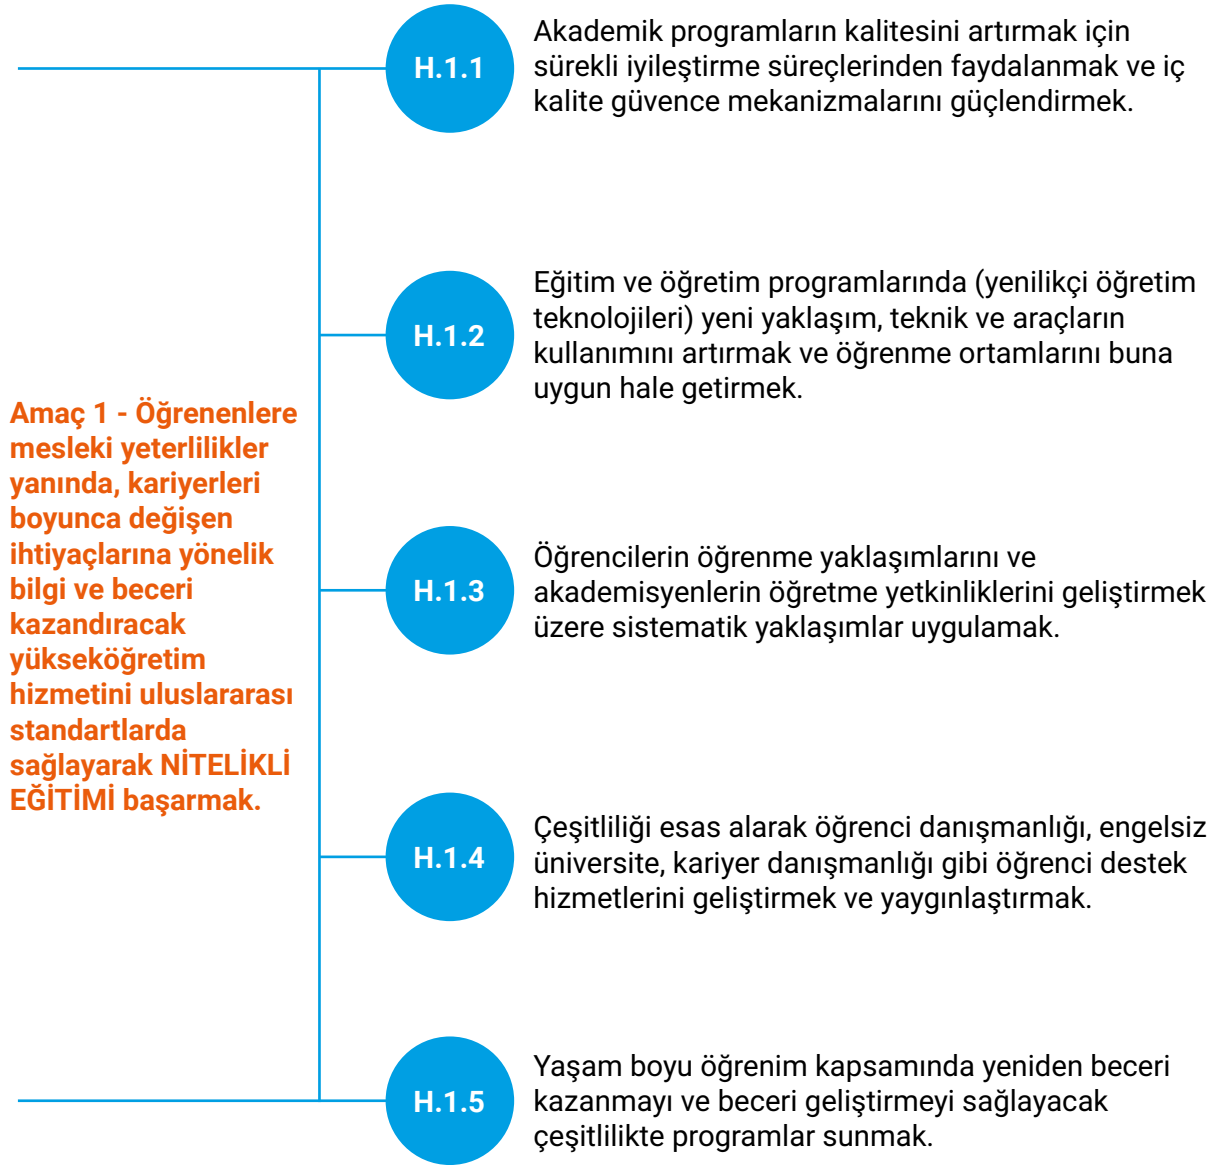 Amaç 1 - Öğrenenlere
mesleki yeterlilikler
yanında, kariyerleri
boyunca değişen
ihtiyaçlarına yönelik
bilgi ve beceri
kazandıracak
yükseköğretim
hizmetini uluslararası
standartlarda
sağlayarak NİTELİKLİ
EĞİTİMİ başarmak.
H.1.1
Akademik programların kalitesini artırmak için
sürekli iyileştirme süreçlerinden faydalanmak ve iç
kalite güvence mekanizmalarını güçlendirmek.
H.1.2
Eğitim ve öğretim programlarında (yenilikçi öğretim
teknolojileri) yeni yaklaşım, teknik ve araçların
kullanımını artırmak ve öğrenme ortamlarını buna
uygun hale getirmek.
H.1.3
Öğrencilerin öğrenme yaklaşımlarını ve
akademisyenlerin öğretme yetkinliklerini geliştirmek
üzere sistematik yaklaşımlar uygulamak.
H.1.4
Çeşitliliği esas alarak öğrenci danışmanlığı, engelsiz
üniversite, kariyer danışmanlığı gibi öğrenci destek
hizmetlerini geliştirmek ve yaygınlaştırmak.
H.1.5
Yaşam boyu öğrenim kapsamında yeniden beceri
kazanmayı ve beceri geliştirmeyi sağlayacak
çeşitlilikte programlar sunmak.